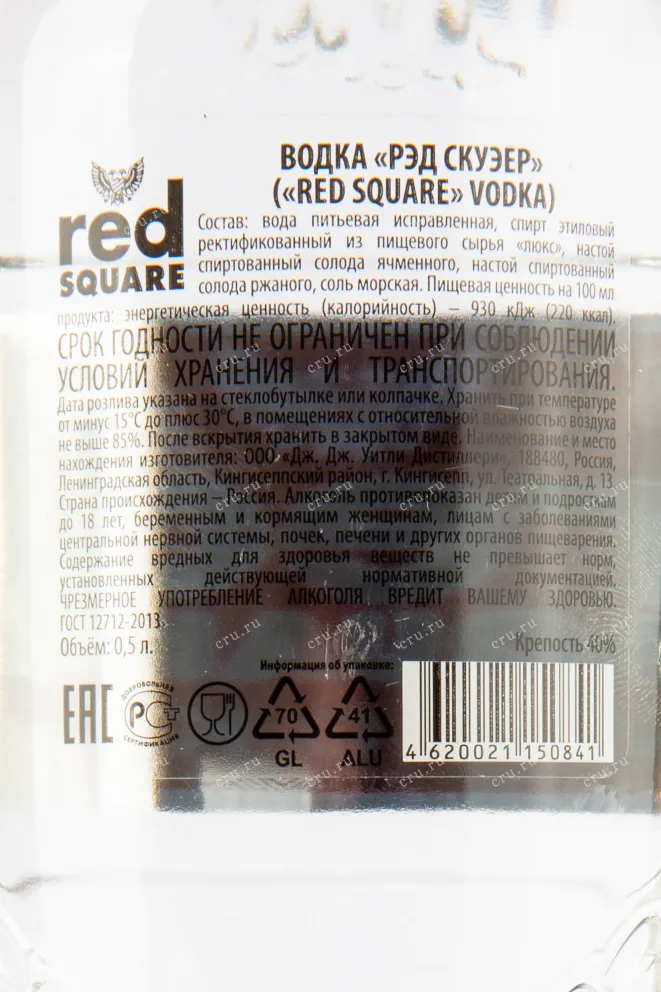 ВОДКА «РЭД СКУЭЕР»
(«RED SQUARE» VODKA)
red
SQUARE
Состав: вода питьевая исправленная, спирт этиловый
ректификованный из пищевого сырья «люкс», настой
спиртованный солода ячменного, настой спиртованный
солода ржаного, соль морская. Пищевая ценность на 100 мл
продукта: энергетическая ценность (калорийность) – 930 кДж (220 ккал).
СРОК ГОДНОСТИ НЕ ОГРАНИЧЕН ПРИ СОБЛЮДЕНИИ
УСЛОВИЙ ХРАНЕНИЯ И ТРАНСПОРТИРОВАНИЯ.
Дата розлива указана на стеклобутылке или колпачке. Хранить при температуре
от минус 15°С до плюс 30°С, в помещениях с относительной влажностью воздуха
не выше 85%. После вскрытия хранить в закрытом виде. Наименование и место
нахождения изготовителя: ООО «Дж. Дж. Уитли Дистиллери», 188480, Россия,
Ленинградская область, Кингисеппский район, г. Кингисепп, ул. Театральная, д. 13.
Страна происхождения – Россия. Алкоголь противопоказан детям и подросткам
до 18 лет, беременным и кормящим женщинам, лицам с заболеваниями
центральной нервной системы, почек, печени и других органов пищеварения.
Содержание вредных для здоровья веществ не превышает норм,
установленных действующей нормативной документацией.
ЧРЕЗМЕРНОЕ УПОТРЕБЛЕНИЕ АЛКОГОЛЯ ВРЕДИТ ВАШЕМУ ЗДОРОВЬЮ.
ГОСТ 12712-2013
Объём: 0,5 л. Крепость 40%
Информация об упаковке:
EAC
ДОБРОВОЛЬНАЯ
СЕРТИФИКАЦИЯ
70
GL
41
ALU
4 620021 150841
cru.ru